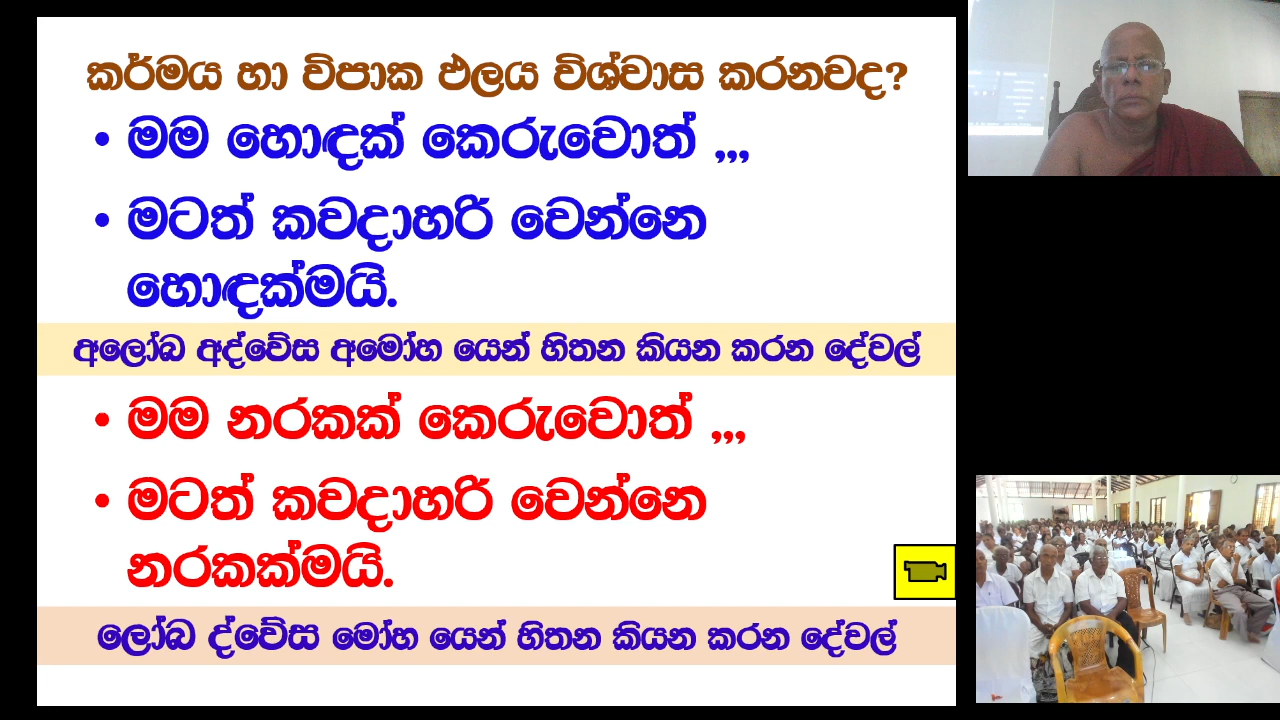 කර්මය හා විපාක ඵලය විශ්වාස කරනවද?
• මම හොඳක් කෙරුවොත් ,,,
• මටත් කවදාහරි වෙන්නෙ
හොඳක්මයි.
අලෝබ අද්වේස අමෝහ යෙන් හිතන කියන කරන දේවල්
• මම නරකක් කෙරුවොත් ,,,
• මටත් කවදාහරි වෙන්නෙ
නරකක්මයි.
ලෝබ ද්වේස මෝහ යෙන් හිතන කියන කරන දේවල්